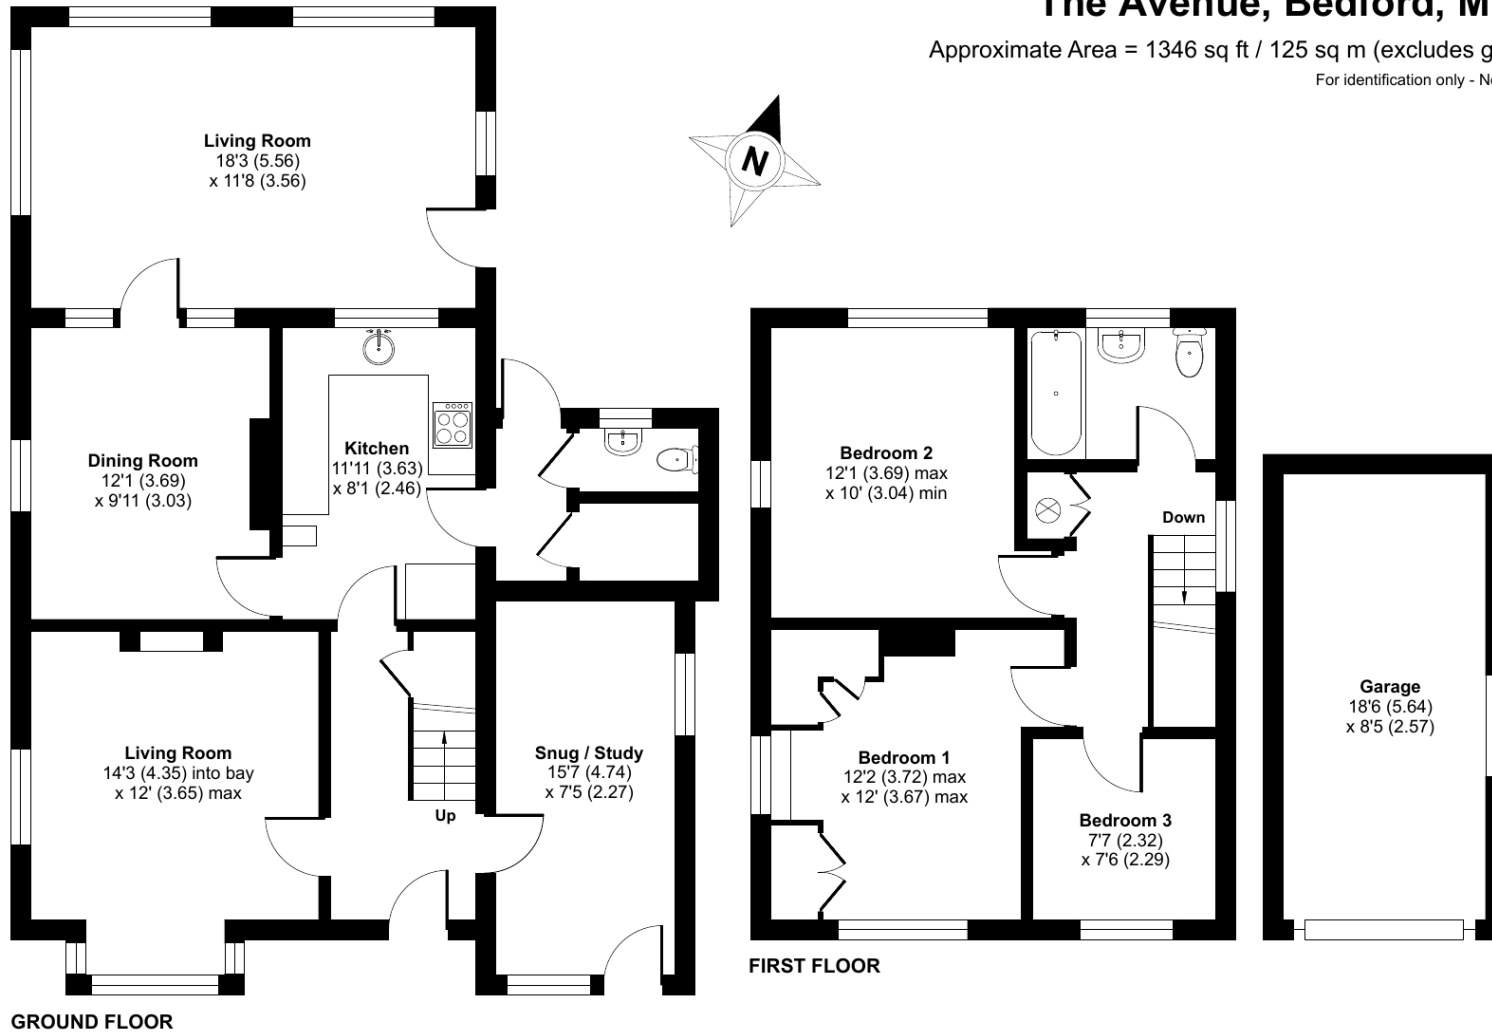 The Avenue, Bedford, M
Approximate Area = 1346 sq ft / 125 sq m (excludes g
For identification only - N
N
Living Room
18'3 (5.56)
x 11'8 (3.56)
Dining Room
12'1 (3.69)
x 9'11 (3.03)
Kitchen
11'11 (3.63)
x 8'1 (2.46)
Living Room
14'3 (4.35) into bay
x 12' (3.65) max
Up
Snug / Study
15'7 (4.74)
x 7'5 (2.27)
GROUND FLOOR
Bedroom 2
12'1 (3.69) max
x 10' (3.04) min
Down
Bedroom 1
12'2 (3.72) max
x 12' (3.67) max
Bedroom 3
7'7 (2.32)
x 7'6 (2.29)
FIRST FLOOR
Garage
18'6 (5.64)
x 8'5 (2.57)